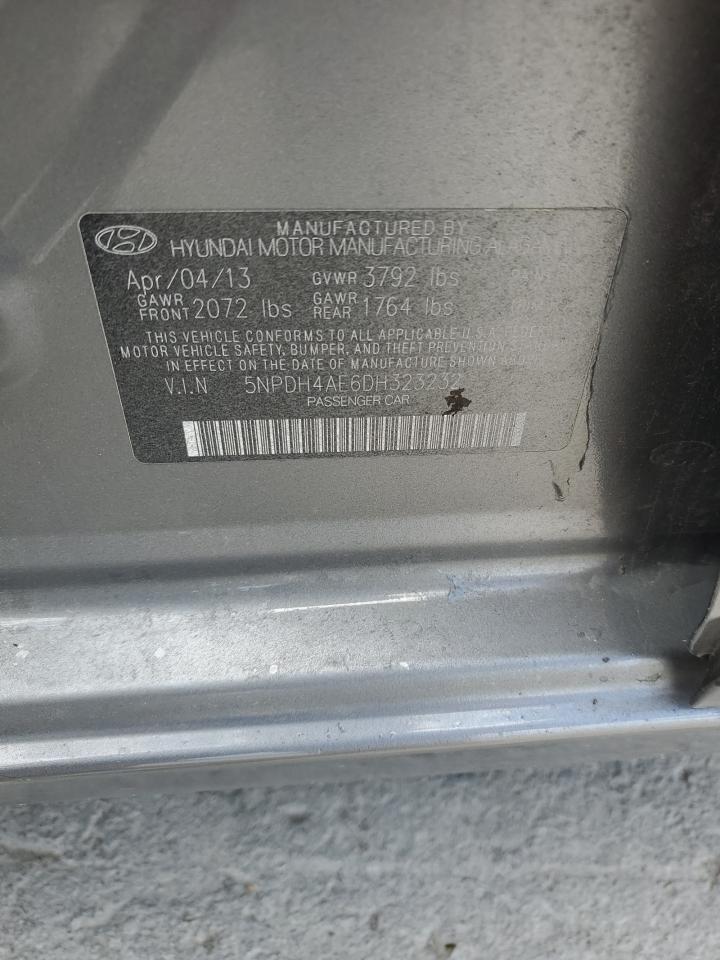 MANUFACTURED BY
HYUNDAI MOTOR MANUFACTURING
Apr/04/13 GVWR 3792 lbs
GAWR FRONT 2072 lbs GAWR REAR 1764 lbs
THIS VEHICLE CONFORMS TO ALL APPLICABLE U.S.A
MOTOR VEHICLE SAFETY, BUMPER, AND THEFT PREVENTION
IN EFFECT ON THE DATE OF MANUFACTURE SHOWN
V.I.N 5NPDH4AE6DH32323
PASSENGER CAR